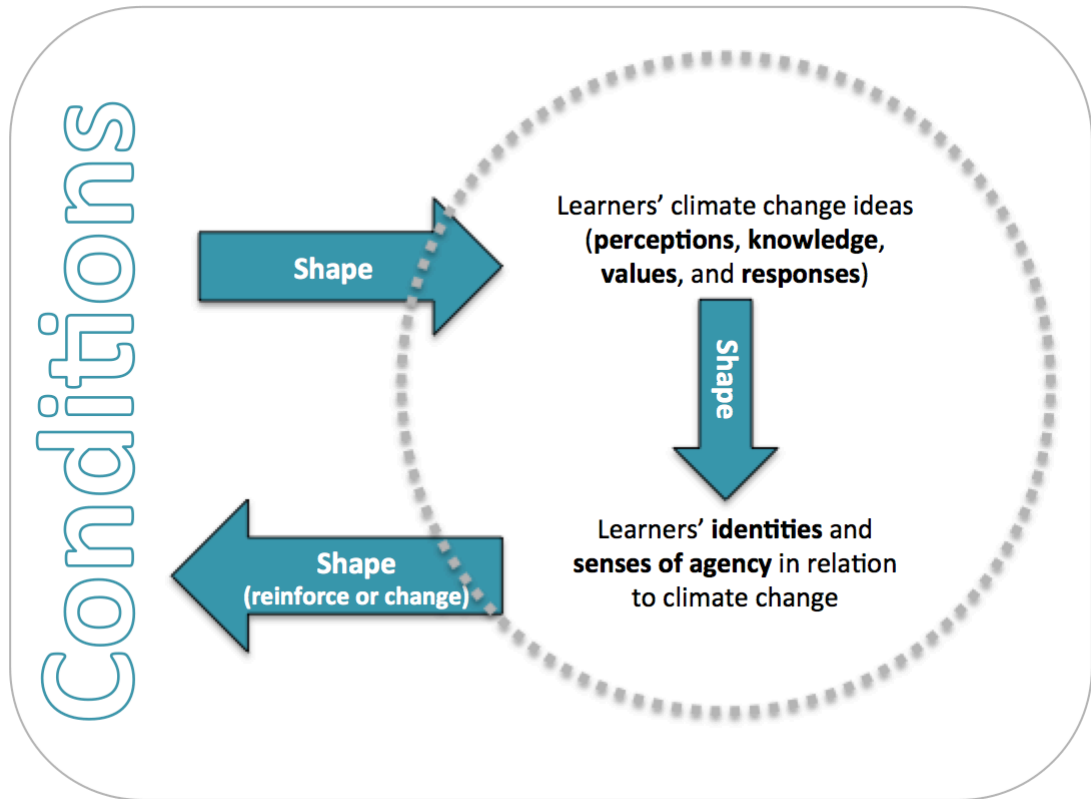 Conditions
Shape
Learners’ climate change ideas
(perceptions, knowledge,
values, and responses)
Shape
Learners’ identities and
senses of agency in relation
to climate change
Shape
(reinforce or change)